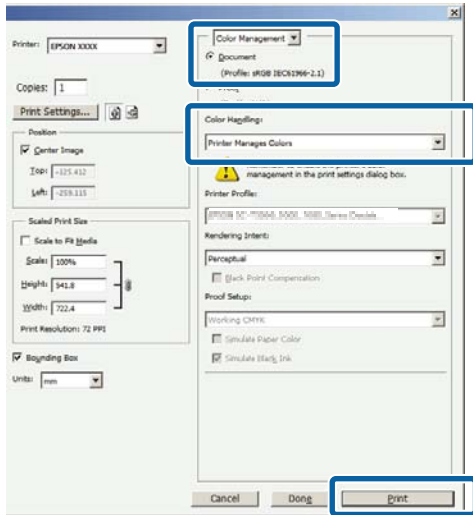 Printer: EPSON XXXX
Copies: 1
Print Settings...
Position
Center Image
Top: -125.412
Left: -259.115
Scaled Print Size
Scale to Fit Media
Scale: 100%
Height: 541.8
Width: 722.4
Print Resolution: 72 PPI
Bounding Box
Units: mm
Color Management
Document
(Profile: sRGB IEC61966-2.1)
Color Handling:
Printer Manages Colors
management in the print settings dialog box.
Printer Profile:
Rendering Intent:
Perceptual
Black Point Compensation
Proof Setup:
Working CMYK
Simulate Paper Color
Simulate Black Ink
Cancel
Done
Print